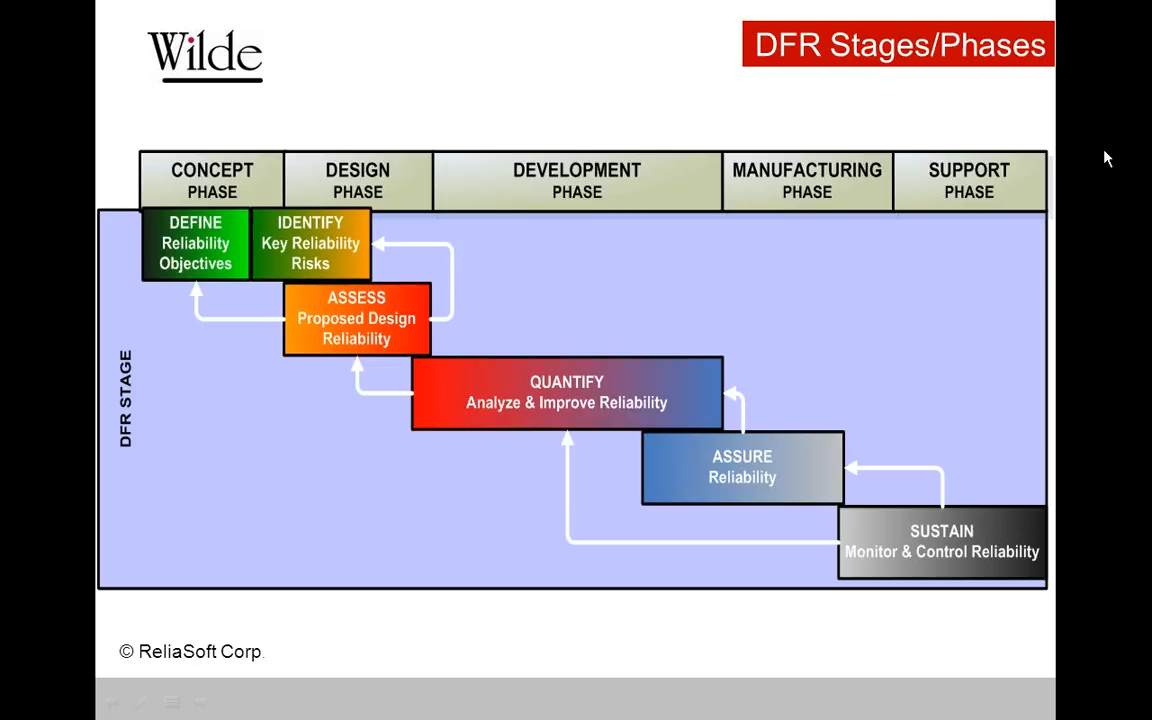 Wilde
DFR Stages/Phases
CONCEPT
PHASE
DESIGN
PHASE
DEVELOPMENT
PHASE
MANUFACTURING
PHASE
SUPPORT
PHASE
DEFINE
Reliability
Objectives
IDENTIFY
Key Reliability
Risks
ASSESS
Proposed Design
Reliability
DFR STAGE
QUANTIFY
Analyze & Improve Reliability
ASSURE
Reliability
SUSTAIN
Monitor & Control Reliability
© ReliaSoft Corp.